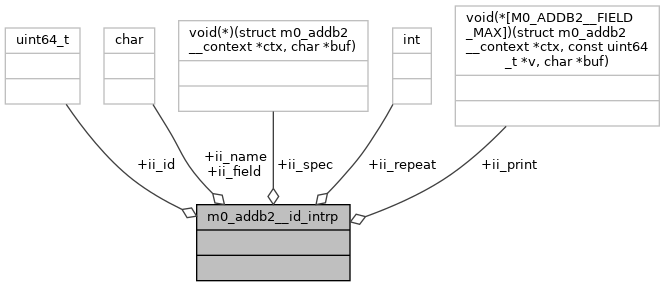 uint64_t
char
void(*)(struct m0_addb2
__context *ctx, char *buf)
int
void(*[M0_ADDB2__FIELD
_MAX])(struct m0_addb2
__context *ctx, const uint64
_t *v, char *buf)
+ii_id
+ii_name
+ii_field
+ii_spec
+ii_repeat
+ii_print
m0_addb2__id_intrp